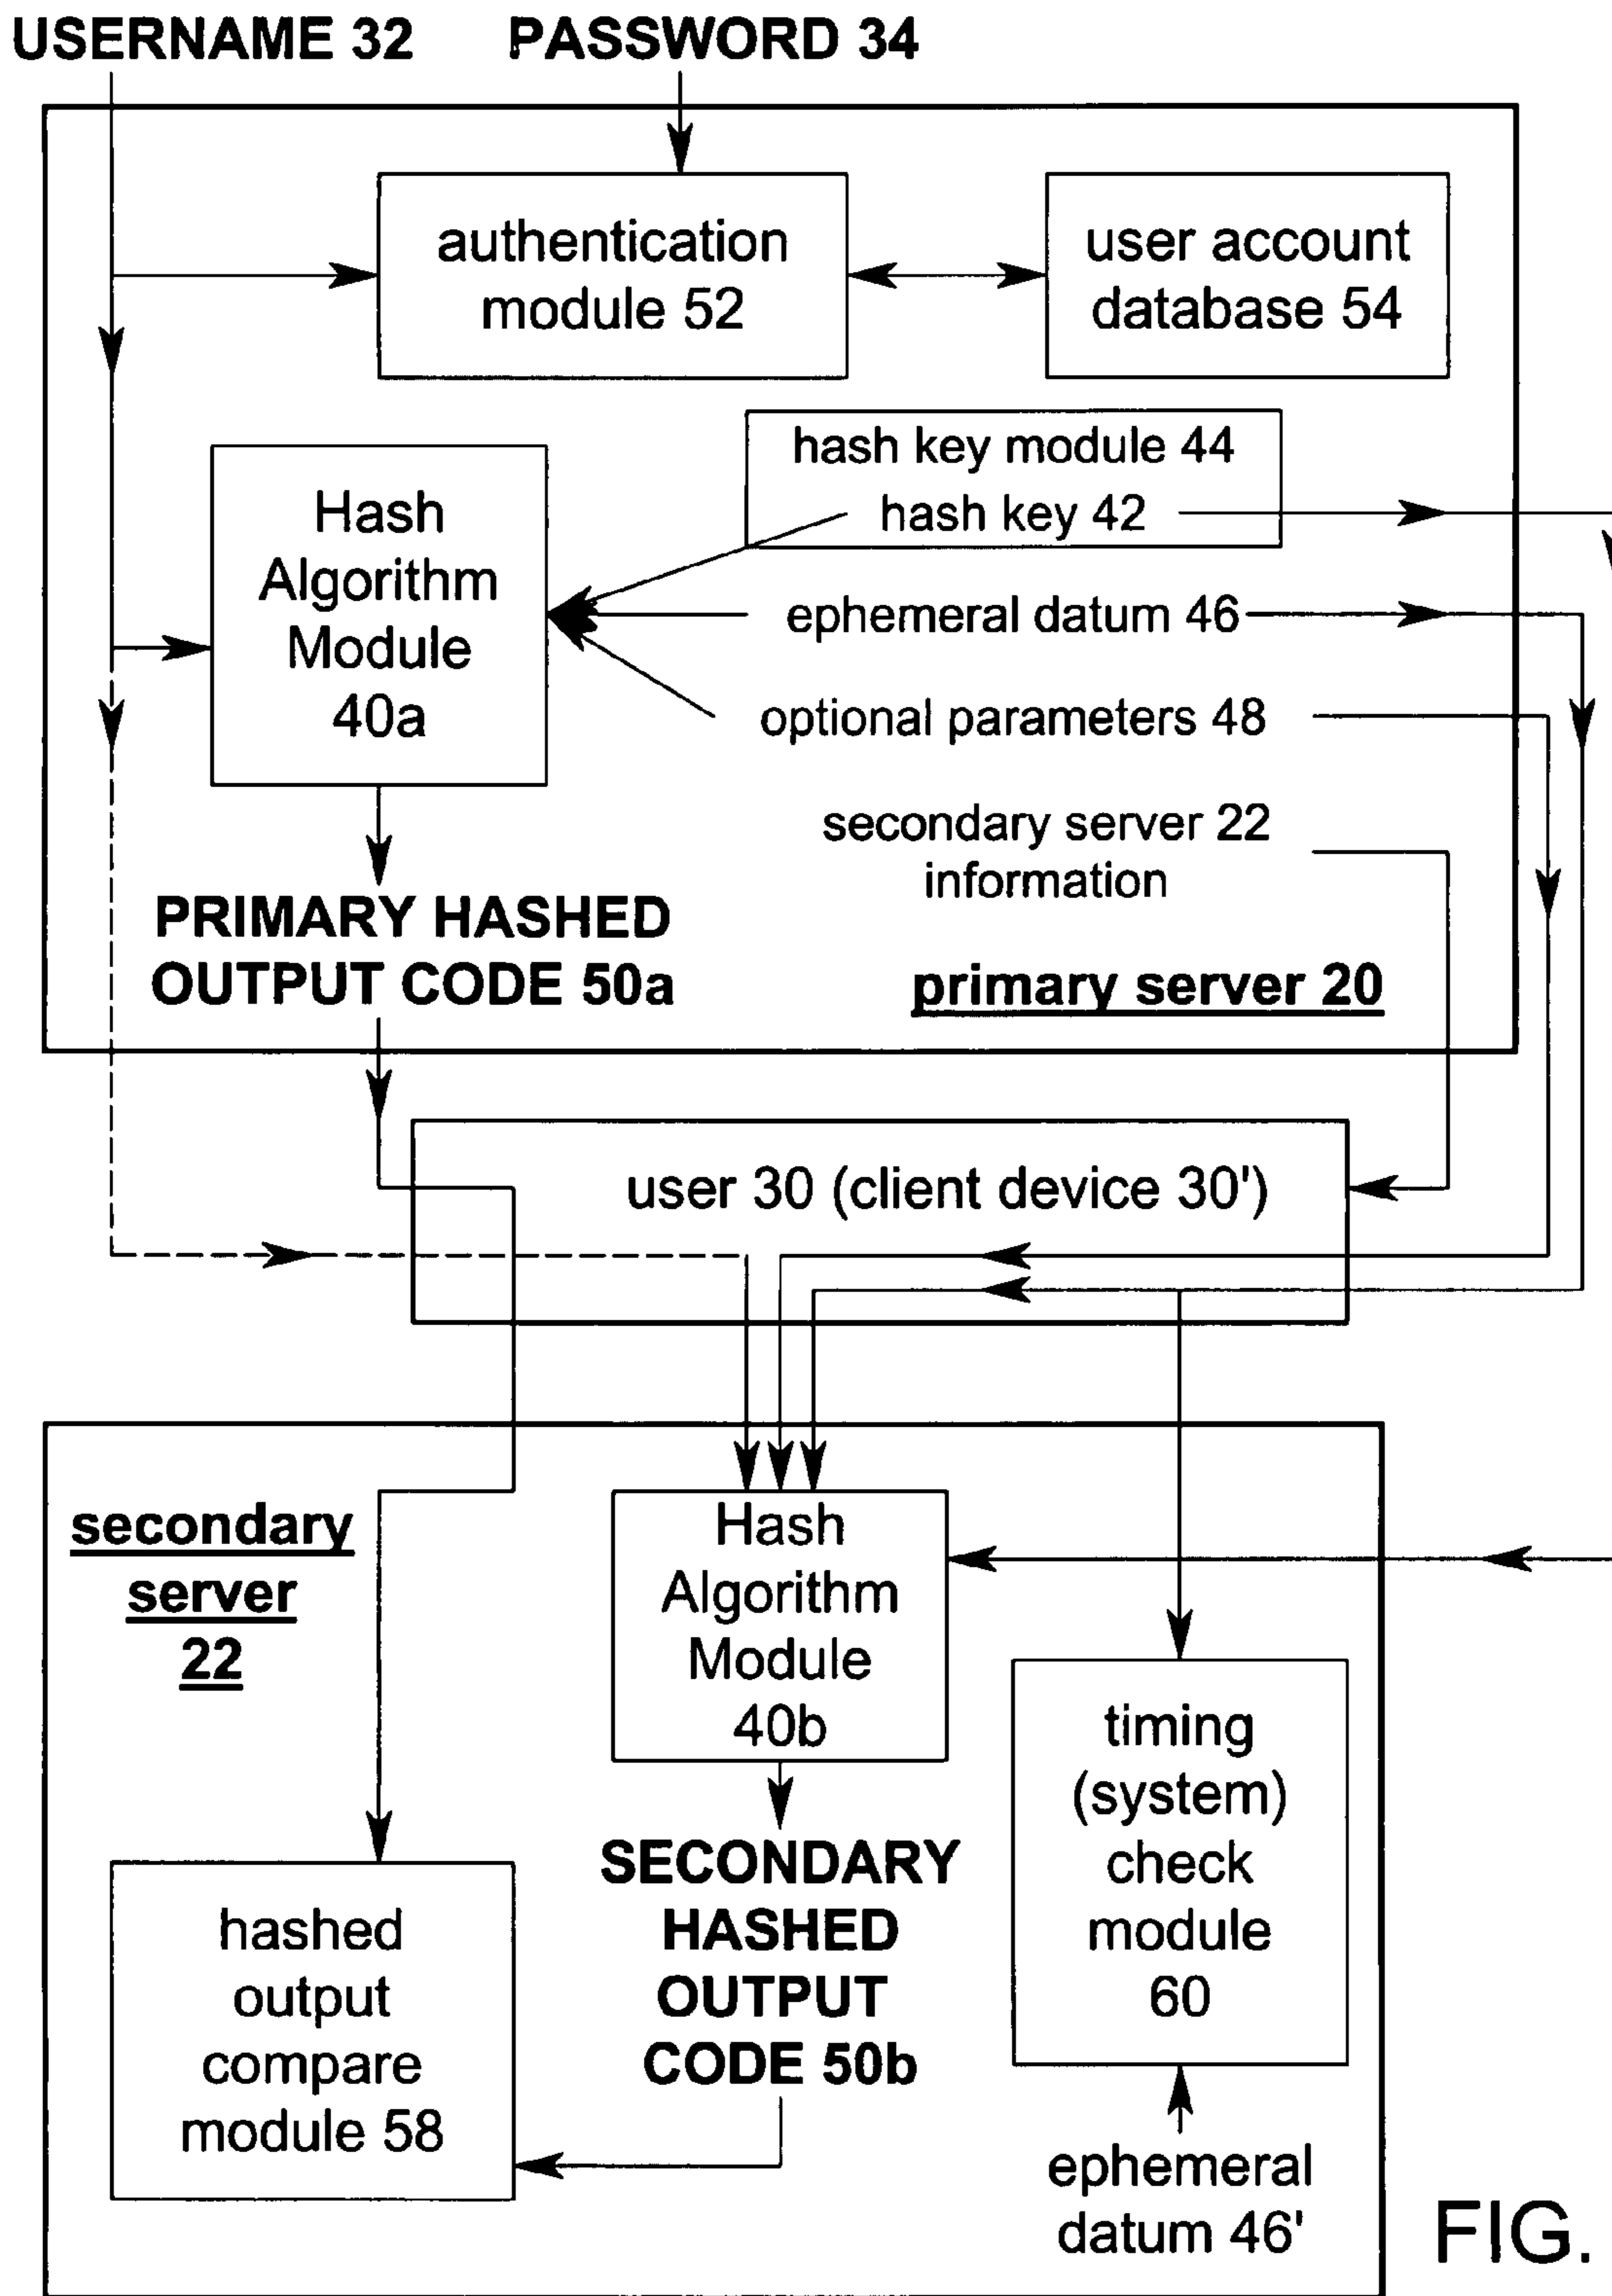 USERNAME 32 PASSWORD 34
authentication
module 52
user account
database 54
hash key module 44
hash key 42
Hash
Algorithm
Module
40a
ephemeral datum 46
optional parameters 48
secondary server 22
information
PRIMARY HASHED
OUTPUT CODE 50a
primary server 20
user 30 (client device 30')
secondary
server
22
Hash
Algorithm
Module
40b
timing
(system)
check
module
60
SECONDARY
HASHED
OUTPUT
CODE 50b
hashed
output
compare
module 58
ephemeral
datum 46'
FIG.